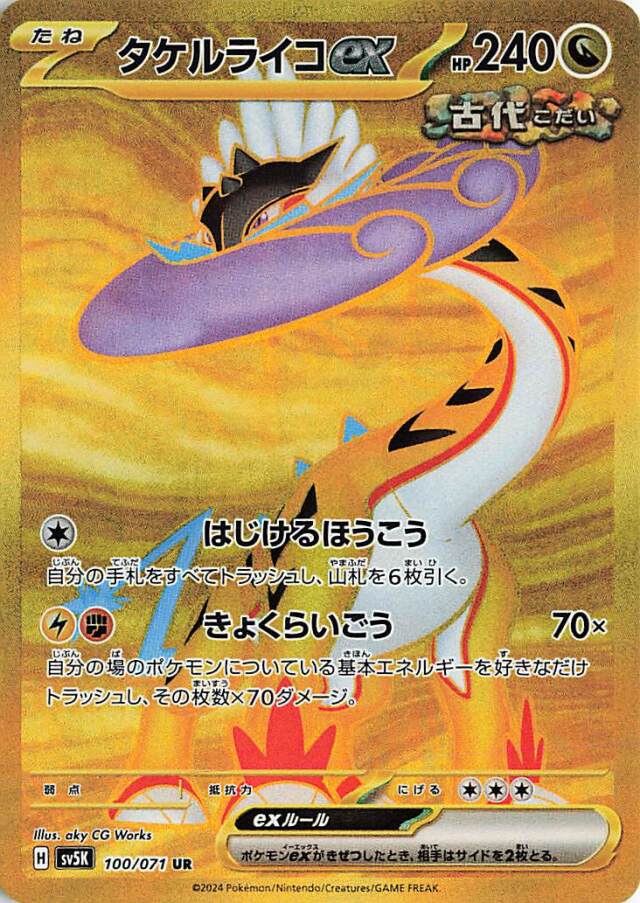 たね タケルライコex HP240
古代 こだい
はじけるほうこう
自分の手札をすべてトラッシュし、山札を6枚引く。
きょくらいごう 70×
自分の場のポケモンについている基本エネルギーを好きなだけ
トラッシュし、その枚数×70ダメージ。
弱点 抵抗力 にげる
exルール
ポケモンexがきぜつしたとき、相手はサイドを2枚とる。
Illus. aky CG Works
H sv5K 100/071 UR
©2024 Pokémon/Nintendo/Creatures/GAME FREAK.